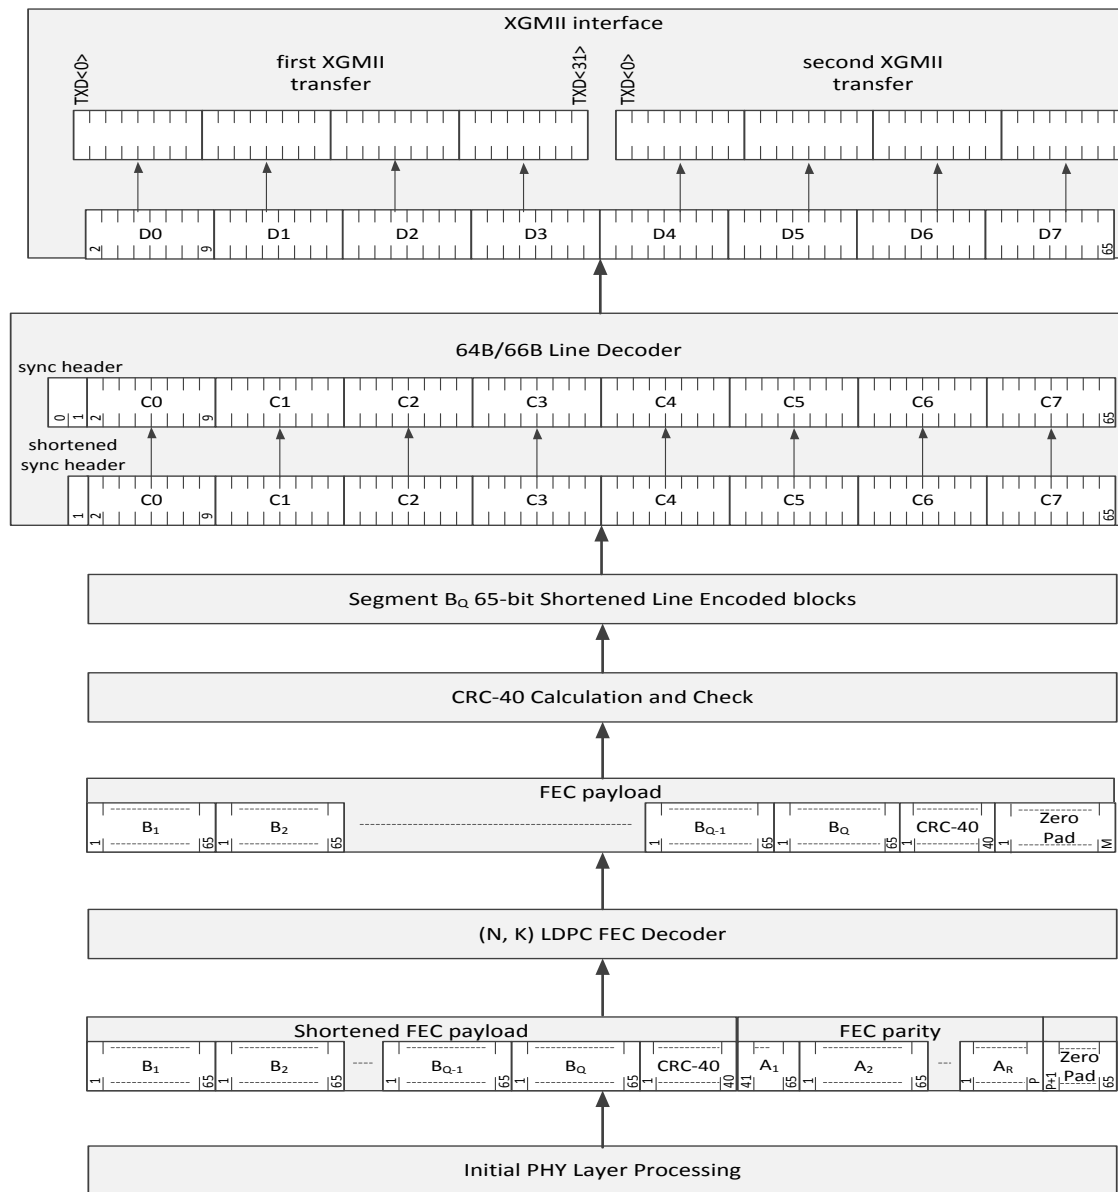 XGMII interface
first XGMII transfer
second XGMII transfer
TXD<0>
TXD<31>
TXD<0>
D0 D1 D2 D3 D4 D5 D6 D7
2 9 65
64B/66B Line Decoder
sync header
C0 C1 C2 C3 C4 C5 C6 C7
0 1 2 9 65
shortened
sync header
C0 C1 C2 C3 C4 C5 C6 C7
1 2 9 65
Segment BQ 65-bit Shortened Line Encoded blocks
CRC-40 Calculation and Check
FEC payload
B1 B2 BQ-1 BQ CRC-40 Zero Pad
1 65 1 65 1 65 1 65 1 40 1 M
(N, K) LDPC FEC Decoder
Shortened FEC payload FEC parity
B1 B2 BQ-1 BQ CRC-40 A1 A2 AR Zero Pad
1 65 1 65 1 65 1 65 1 40 41 65 1 65 1 P P+1 65
Initial PHY Layer Processing